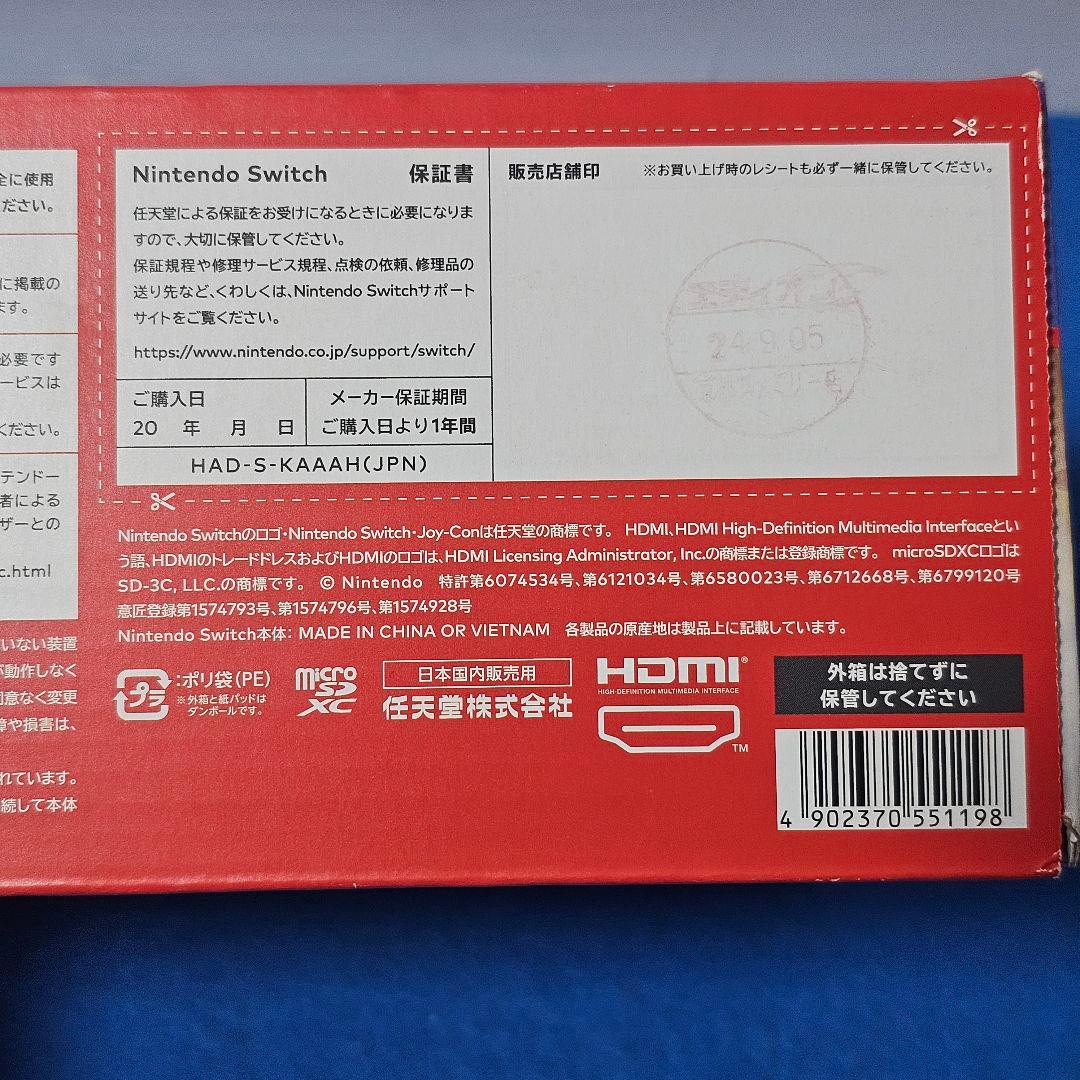 全に使用
ださい。
に掲載の
ます。
必要です
ービスは
ください。
テンドー
者による
ザーとの
c.html
いない装置
動作しなく
同意なく変更
障や損害は、
れています。
続して本体
Nintendo Switch 保証書
任天堂による保証をお受けになるときに必要になりま
すので、大切に保管してください。
保証規程や修理サービス規程、点検の依頼、修理品の
送り先など、くわしくは、Nintendo Switchサポート
サイトをご覧ください。
https://www.nintendo.co.jp/support/switch/
ご購入日
20 年 月 日
メーカー保証期間
ご購入日より1年間
HAD-S-KAAAH(JPN)
販売店舗印 ※お買い上げ時のレシートも必ず一緒に保管してください。
24.9.05
Nintendo Switchのロゴ・Nintendo Switch・Joy-Conは任天堂の商標です。 HDMI、HDMI High-Definition Multimedia Interfaceとい
う語、HDMIのトレードドレスおよびHDMIのロゴは、HDMI Licensing Administrator, Inc.の商標または登録商標です。 microSDXCロゴは
SD-3C, LLC.の商標です。 © Nintendo 特許第6074534号、第6121034号、第6580023号、第6712668号、第6799120号
意匠登録第1574793号、第1574796号、第1574928号
Nintendo Switch本体: MADE IN CHINA OR VIETNAM 各製品の原産地は製品上に記載しています。
プラ
:ポリ袋(PE)
※外箱と紙パッドは
ダンボールです。
micro
SD
XC
日本国内販売用
任天堂株式会社
HDMI®
HIGH-DEFINITION MULTIMEDIA INTERFACE
TM
外箱は捨てずに
保管してください
4 902370 551198